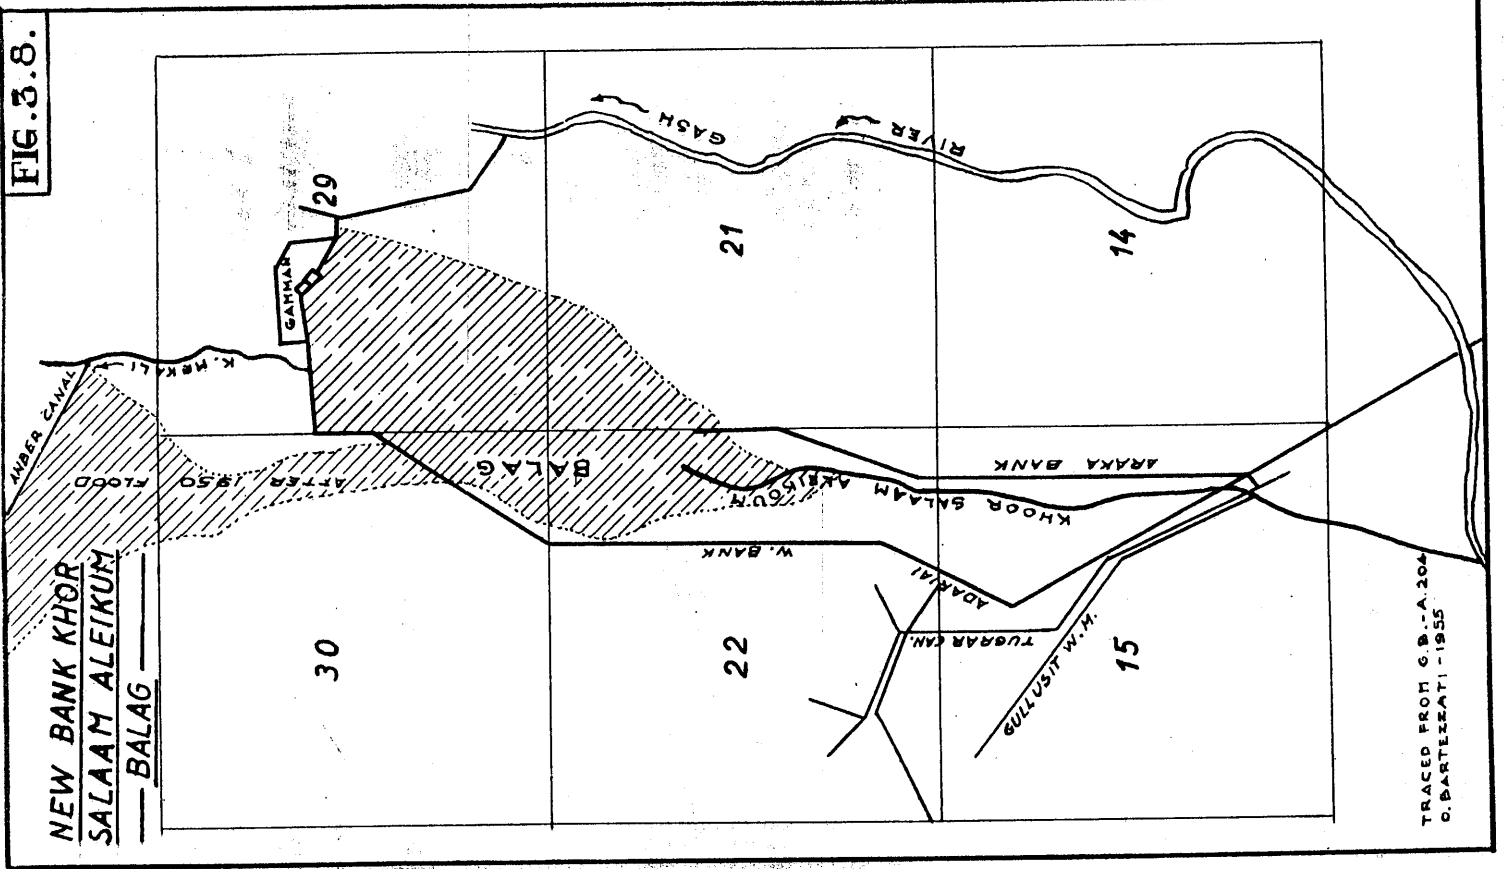 FIG.3.8.
NEW BANK KHOR
SALAAM ALEIKUM
BALAG
29
21
14
30
22
15
RIVER GASH
GAMMAM
K. MEKALI
ANBER CANAL
AFTER 1950 FLOOD
BALAG
KHOOR SALAAM ALEIKOUM
ARAKA BANK
W. BANK
ADARIAI
TUGRAR CAN.
GULLUSIT W.M.
TRACED FROM G.B.-A.204
O. BARTEZZATI-1955